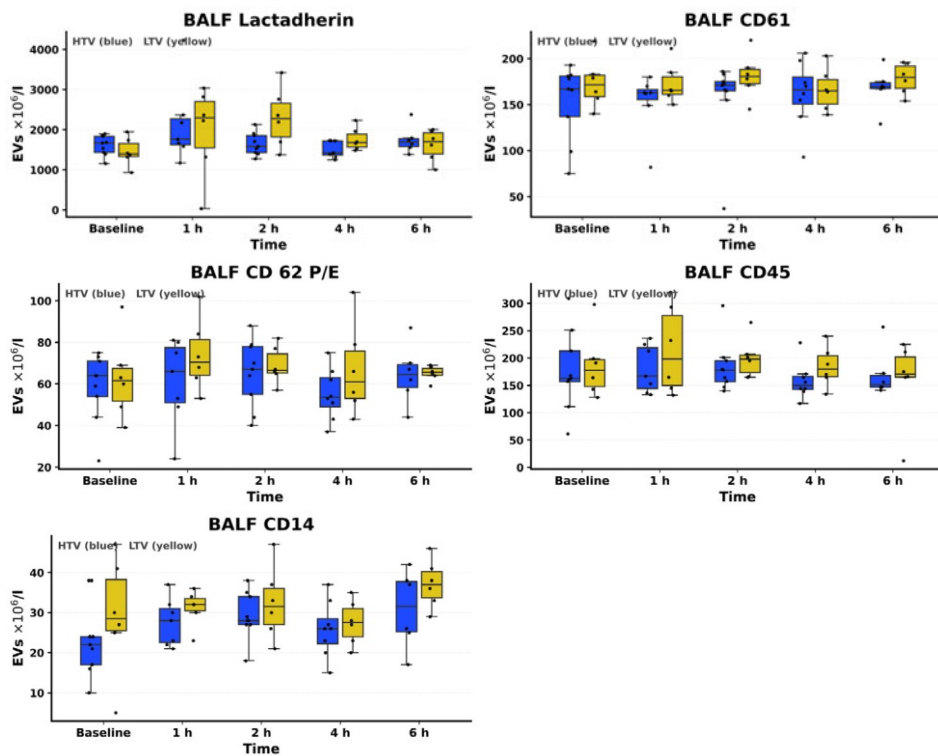 BALF Lactadherin
HTV (blue) LTV (yellow)
EVs ×10⁶/l
4000
3000
2000
1000
0
Baseline 1 h 2 h 4 h 6 h
Time
BALF CD61
HTV (blue) LTV (yellow)
EVs ×10⁶/l
200
150
100
50
Baseline 1 h 2 h 4 h 6 h
Time
BALF CD 62 P/E
HTV (blue) LTV (yellow)
EVs ×10⁶/l
100
80
60
40
20
Baseline 1 h 2 h 4 h 6 h
Time
BALF CD45
HTV (blue) LTV (yellow)
EVs ×10⁶/l
300
250
200
150
100
50
0
Baseline 1 h 2 h 4 h 6 h
Time
BALF CD14
HTV (blue) LTV (yellow)
EVs ×10⁶/l
40
30
20
10
Baseline 1 h 2 h 4 h 6 h
Time